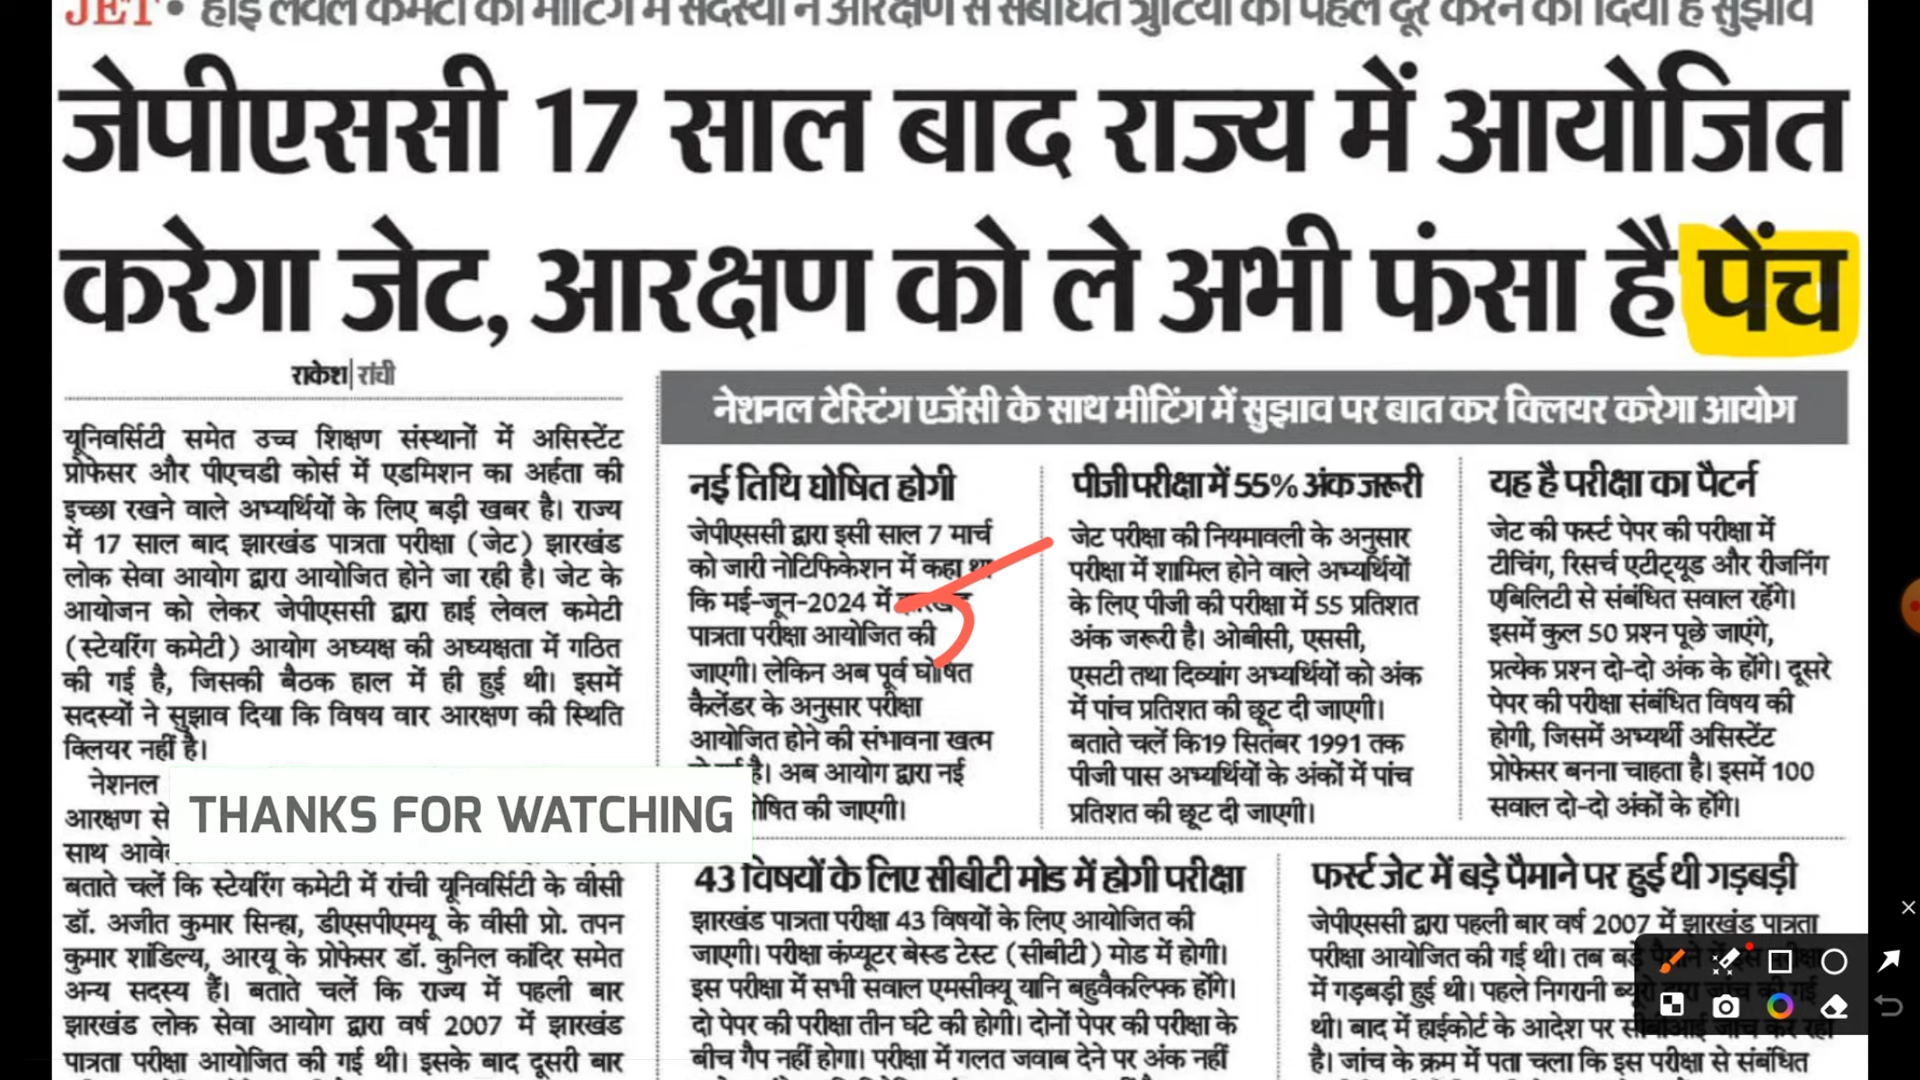 JET • हाई लेवल कमेटी की मीटिंग में सदस्यों ने आरक्षण से संबंधित त्रुटियों को पहले दूर करने का दिया है सुझाव
जेपीएससी 17 साल बाद राज्य में आयोजित
करेगा जेट, आरक्षण को ले अभी फंसा है पेंच
राकेश | रांची
यूनिवर्सिटी समेत उच्च शिक्षण संस्थानों में असिस्टेंट
प्रोफेसर और पीएचडी कोर्स में एडमिशन का अर्हता की
इच्छा रखने वाले अभ्यर्थियों के लिए बड़ी खबर है। राज्य
में 17 साल बाद झारखंड पात्रता परीक्षा (जेट) झारखंड
लोक सेवा आयोग द्वारा आयोजित होने जा रही है। जेट के
आयोजन को लेकर जेपीएससी द्वारा हाई लेवल कमेटी
(स्टेयरिंग कमेटी) आयोग अध्यक्ष की अध्यक्षता में गठित
की गई है, जिसकी बैठक हाल में ही हुई थी। इसमें
सदस्यों ने सुझाव दिया कि विषय वार आरक्षण की स्थिति
क्लियर नहीं है।
नेशनल
आरक्षण से
साथ
बताते चलें कि स्टेयरिंग कमेटी में रांची यूनिवर्सिटी के वीसी
डॉ. अजीत कुमार सिन्हा, डीएसपीएमयू के वीसी प्रो. तपन
कुमार शांडिल्य, आरयू के प्रोफेसर डॉ. कुनिल कांदिर समेत
अन्य सदस्य हैं। बताते चलें कि राज्य में पहली बार
झारखंड लोक सेवा आयोग द्वारा वर्ष 2007 में झारखंड
पात्रता परीक्षा आयोजित की गई थी। इसके बाद दूसरी बार
THANKS FOR WATCHING
नेशनल टेस्टिंग एजेंसी के साथ मीटिंग में सुझाव पर बात कर क्लियर करेगा आयोग
नई तिथि घोषित होगी
जेपीएससी द्वारा इसी साल 7 मार्च
को जारी नोटिफिकेशन में कहा था
कि मई-जून-2024 में झारखंड
पात्रता परीक्षा आयोजित की
जाएगी। लेकिन अब पूर्व घोषित
कैलेंडर के अनुसार परीक्षा
आयोजित होने की संभावना खत्म
है। अब आयोग द्वारा नई
की जाएगी।
पीजी परीक्षा में 55% अंक जरूरी
जेट परीक्षा की नियमावली के अनुसार
परीक्षा में शामिल होने वाले अभ्यर्थियों
के लिए पीजी की परीक्षा में 55 प्रतिशत
अंक जरूरी है। ओबीसी, एससी,
एसटी तथा दिव्यांग अभ्यर्थियों को अंक
में पांच प्रतिशत की छूट दी जाएगी।
बताते चलें कि19 सितंबर 1991 तक
पीजी पास अभ्यर्थियों के अंकों में पांच
प्रतिशत की छूट दी जाएगी।
यह है परीक्षा का पैटर्न
जेट की फर्स्ट पेपर की परीक्षा में
टीचिंग, रिसर्च एटीट्यूड और रीजनिंग
एबिलिटी से संबंधित सवाल रहेंगे।
इसमें कुल 50 प्रश्न पूछे जाएंगे,
प्रत्येक प्रश्न दो-दो अंक के होंगे। दूसरे
पेपर की परीक्षा संबंधित विषय की
होगी, जिसमें अभ्यर्थी असिस्टेंट
प्रोफेसर बनना चाहता है। इसमें 100
सवाल दो-दो अंकों के होंगे।
43 विषयों के लिए सीबीटी मोड में होगी परीक्षा
झारखंड पात्रता परीक्षा 43 विषयों के लिए आयोजित की
जाएगी। परीक्षा कंप्यूटर बेस्ड टेस्ट (सीबीटी) मोड में होगी।
इस परीक्षा में सभी सवाल एमसीक्यू यानि बहुवैकल्पिक होंगे।
दो पेपर की परीक्षा तीन घंटे की होगी। दोनों पेपर की परीक्षा के
बीच गैप नहीं होगा। परीक्षा में गलत जवाब देने पर अंक नहीं
फर्स्ट जेट में बड़े पैमाने पर हुई थी गड़बड़ी
जेपीएससी द्वारा पहली बार वर्ष 2007 में झारखंड पात्रता
परीक्षा आयोजित की गई थी। तब बड़े पैमाने में इस परीक्षा
में गड़बड़ी हुई थी। पहले निगरानी ब्यूरो द्वारा जांच की गई
थी। बाद में हाईकोर्ट के आदेश पर सीबीआई जांच कर रही
है। जांच के क्रम में पता चला कि इस परीक्षा से संबंधित